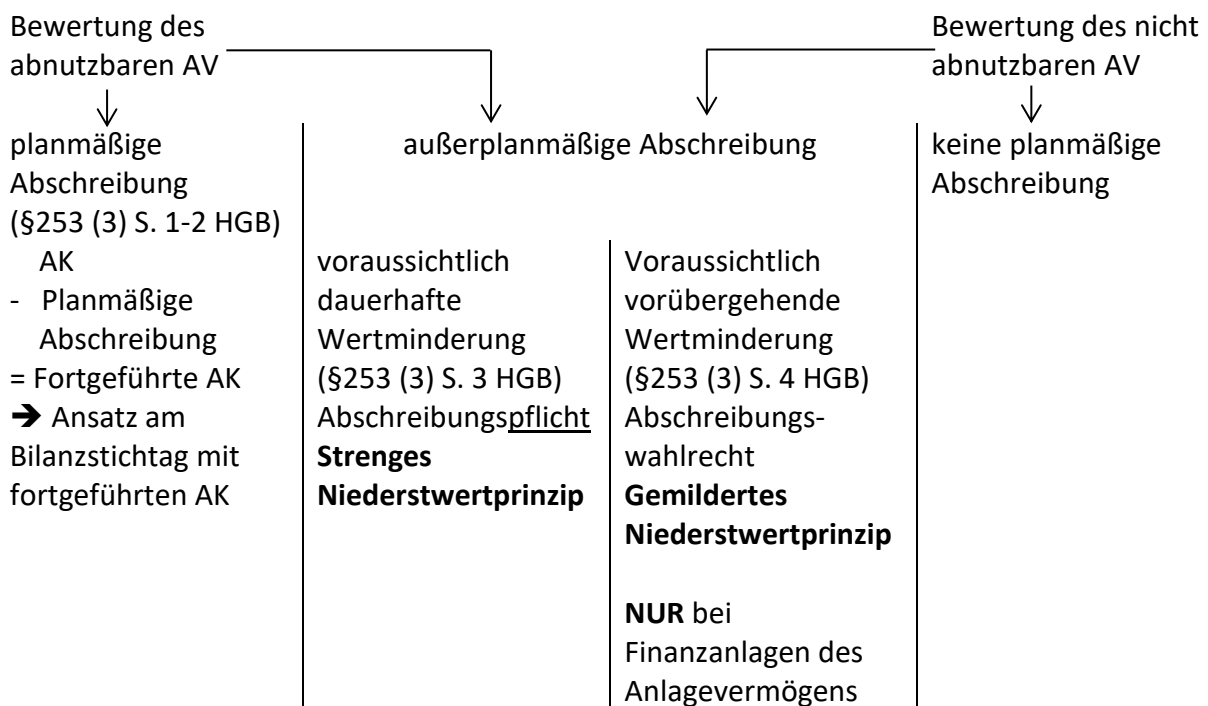 Bewertung des
abnutzbaren AV
Bewertung des nicht
abnutzbaren AV
planmäßige
Abschreibung
(§253 (3) S. 1-2 HGB)
AK
- Planmäßige
Abschreibung
= Fortgeführte AK
➔ Ansatz am
Bilanzstichtag mit
fortgeführten AK
außerplanmäßige Abschreibung
voraussichtlich
dauerhafte
Wertminderung
(§253 (3) S. 3 HGB)
Abschreibungspflicht
Strenges
Niederstwertprinzip
Voraussichtlich
vorübergehende
Wertminderung
(§253 (3) S. 4 HGB)
Abschreibungs-
wahlrecht
Gemildertes
Niederstwertprinzip
NUR bei
Finanzanlagen des
Anlagevermögens
keine planmäßige
Abschreibung